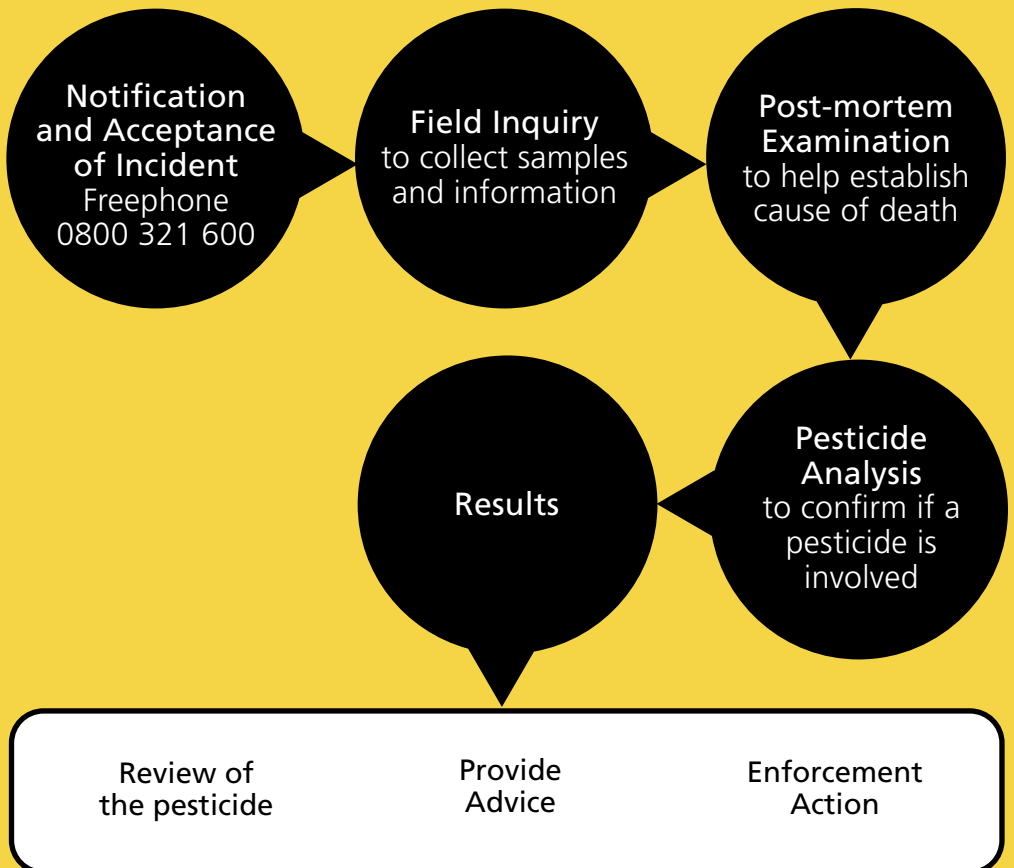 Notification
and Acceptance
of Incident
Freephone
0800 321 600
Field Inquiry
to collect samples
and information
Post-mortem
Examination
to help establish
cause of death
Pesticide
Analysis
to confirm if a
pesticide is
involved
Results
Review of
the pesticide
Provide
Advice
Enforcement
Action